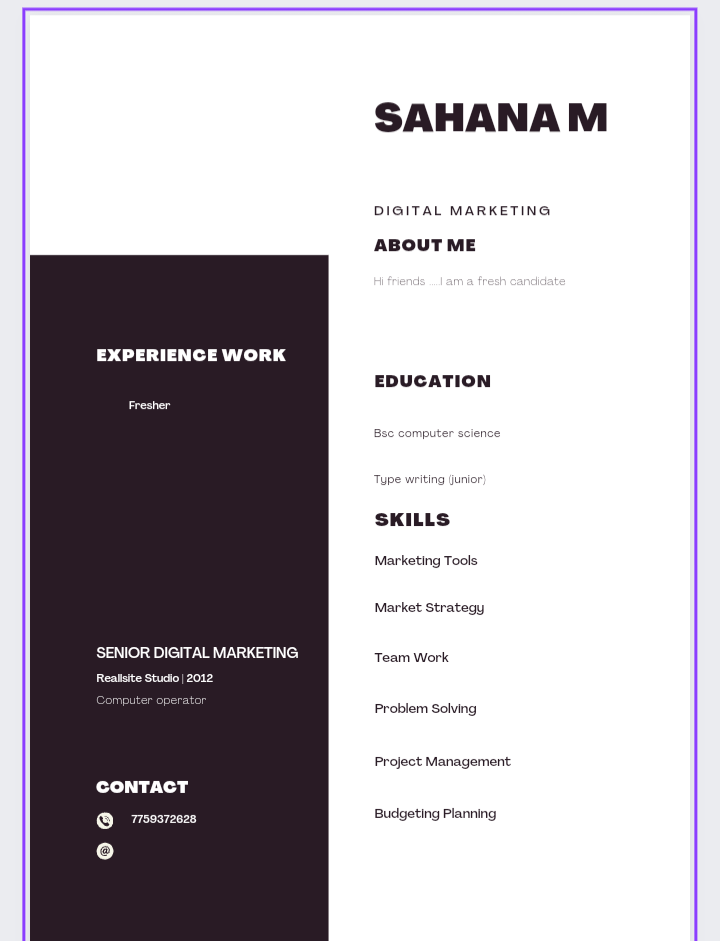 SAHANA M
DIGITAL MARKETING
ABOUT ME
Hi friends .....I am a fresh candidate
EDUCATION
Bsc computer science
Type writing (junior)
SKILLS
Marketing Tools
Market Strategy
Team Work
Problem Solving
Project Management
Budgeting Planning
EXPERIENCE WORK
Fresher
SENIOR DIGITAL MARKETING
Reallsite Studio | 2012
Computer operator
CONTACT
7759372628
@